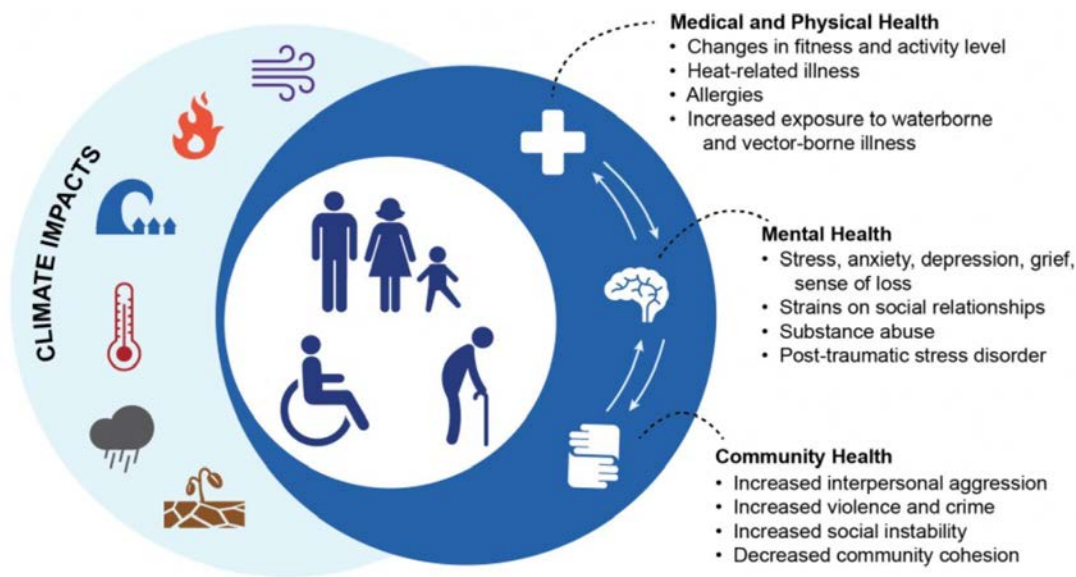 CLIMATE IMPACTS
Medical and Physical Health
• Changes in fitness and activity level
• Heat-related illness
• Allergies
• Increased exposure to waterborne
and vector-borne illness
Mental Health
• Stress, anxiety, depression, grief,
sense of loss
• Strains on social relationships
• Substance abuse
• Post-traumatic stress disorder
Community Health
• Increased interpersonal aggression
• Increased violence and crime
• Increased social instability
• Decreased community cohesion